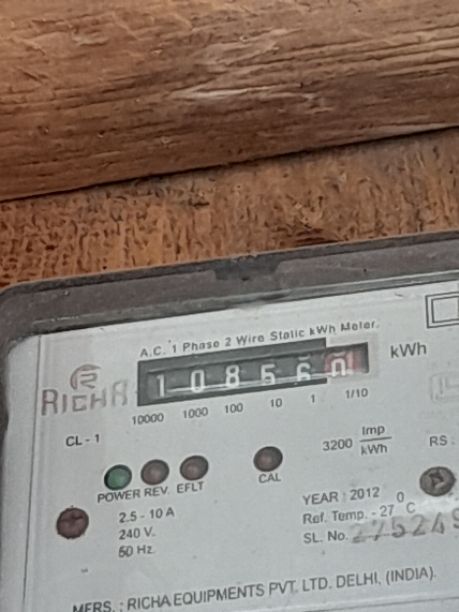 A.C. 1 Phase 2 Wire Static kWh Meter.
RICHA
1 0 8 5 6 0
kWh
10000 1000 100 10 1 1/10
CL - 1
3200 Imp/kWh
RS :
POWER REV. EFLT
CAL
2.5 - 10 A
240 V.
50 Hz.
YEAR : 2012
Ref. Temp. - 27 °C
SL. No. 275249
MFRS. : RICHA EQUIPMENTS PVT. LTD. DELHI, (INDIA).